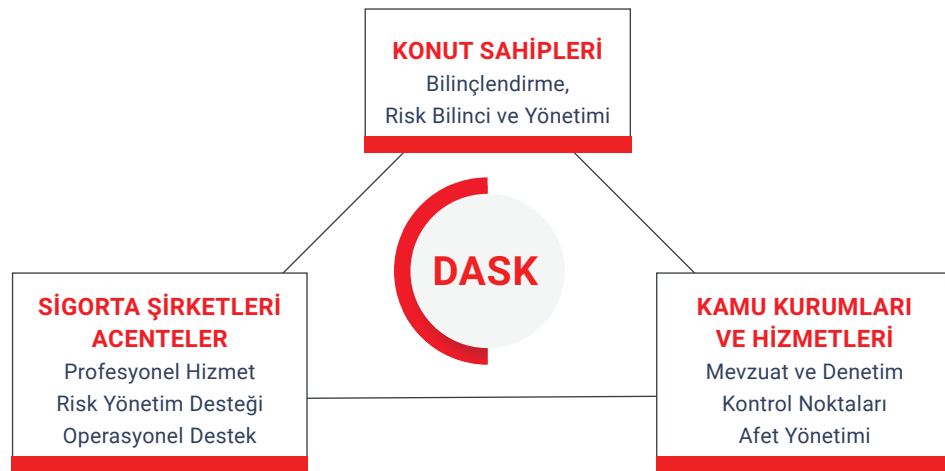 KONUT SAHİPLERİ
Bilinçlendirme,
Risk Bilinci ve Yönetimi
DASK
SİGORTA ŞİRKETLERİ
ACENTELER
Profesyonel Hizmet
Risk Yönetim Desteği
Operasyonel Destek
KAMU KURUMLARI
VE HİZMETLERİ
Mevzuat ve Denetim
Kontrol Noktaları
Afet Yönetimi